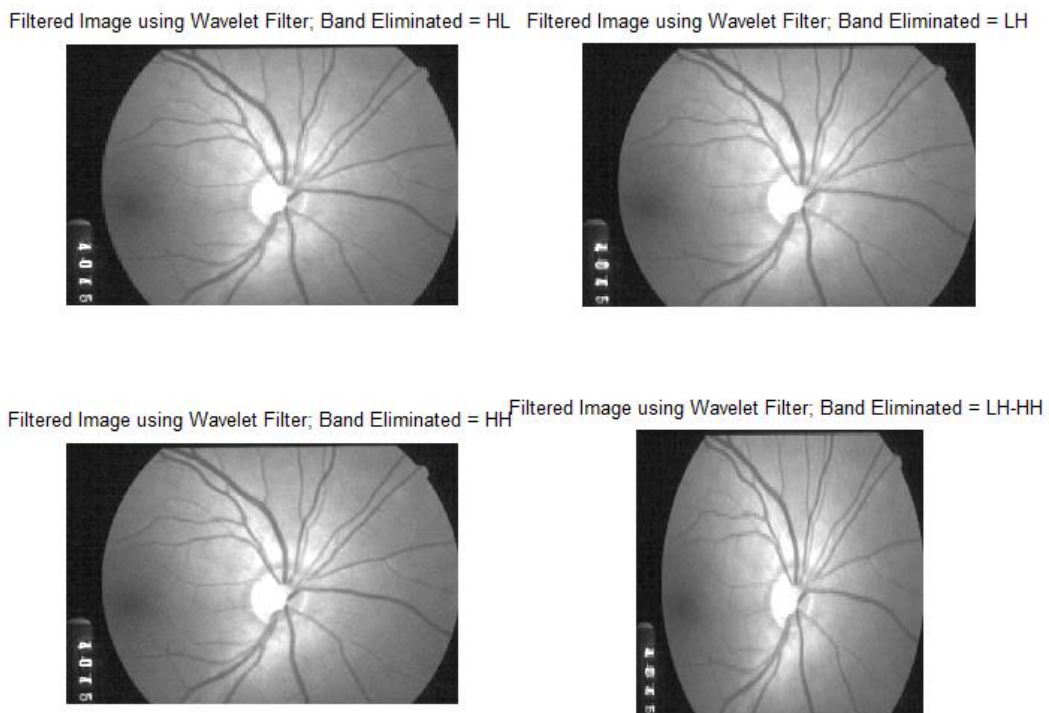 Filtered Image using Wavelet Filter; Band Eliminated = HL
Filtered Image using Wavelet Filter; Band Eliminated = LH
Filtered Image using Wavelet Filter; Band Eliminated = HH
Filtered Image using Wavelet Filter; Band Eliminated = LH-HH